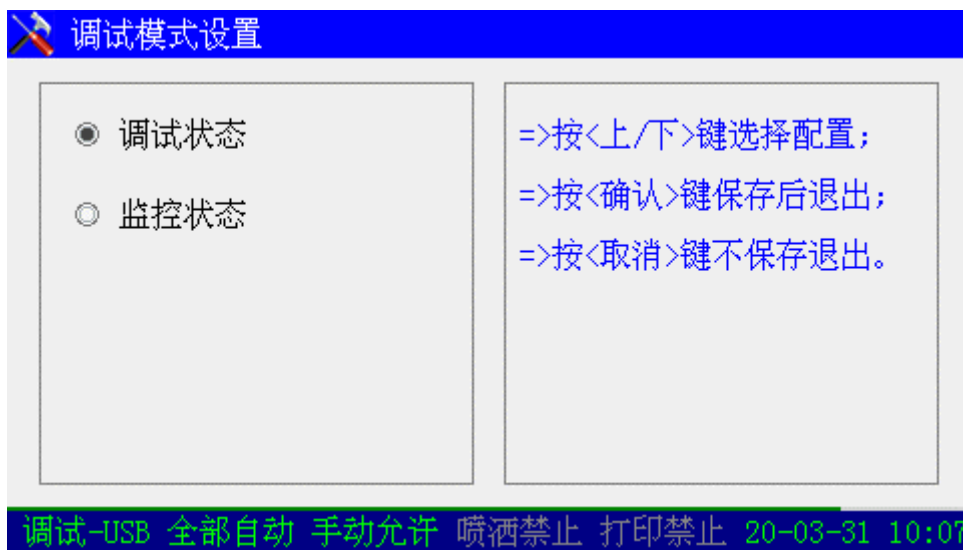 调试模式设置
调试状态
监控状态
=>按<上/下>键选择配置；
=>按<确认>键保存后退出；
=>按<取消>键不保存退出。
调试-USB 全部自动 手动允许 喷洒禁止 打印禁止 20-03-31 10:07